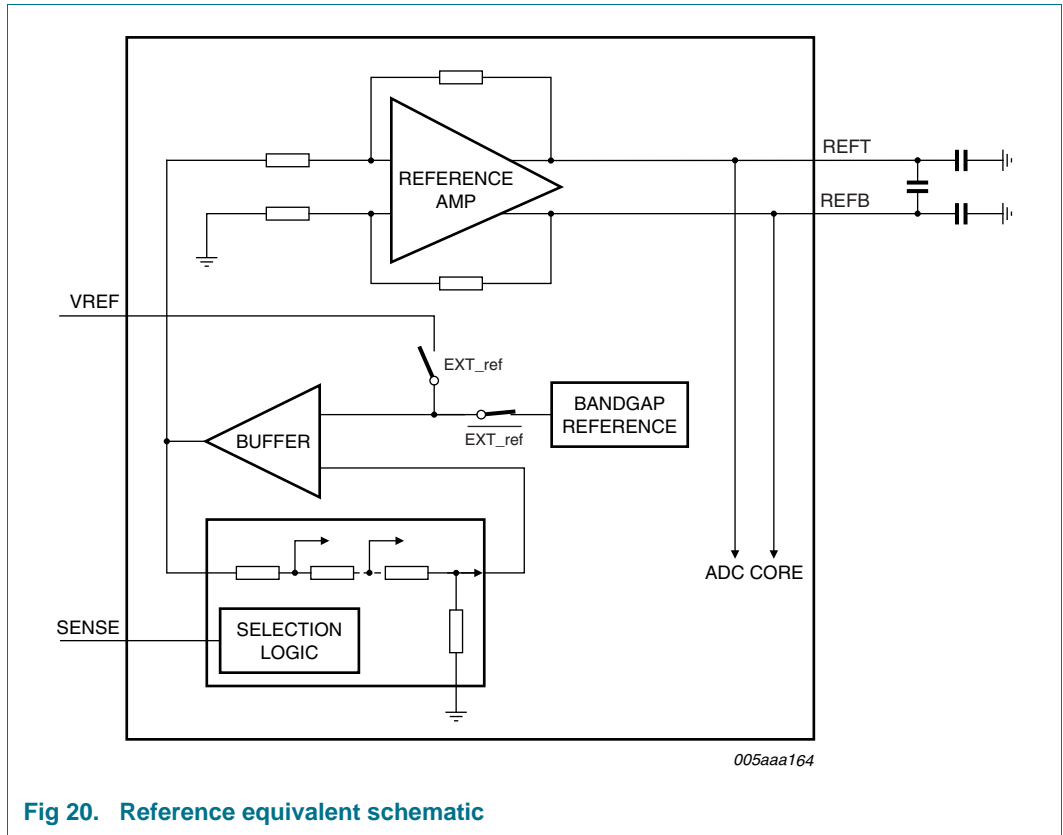 REFERENCE
AMP
REFT
REFB
VREF
EXT_ref
EXT_ref
BANDGAP
REFERENCE
BUFFER
ADC CORE
SENSE
SELECTION
LOGIC
005aaa164
Fig 20. Reference equivalent schematic